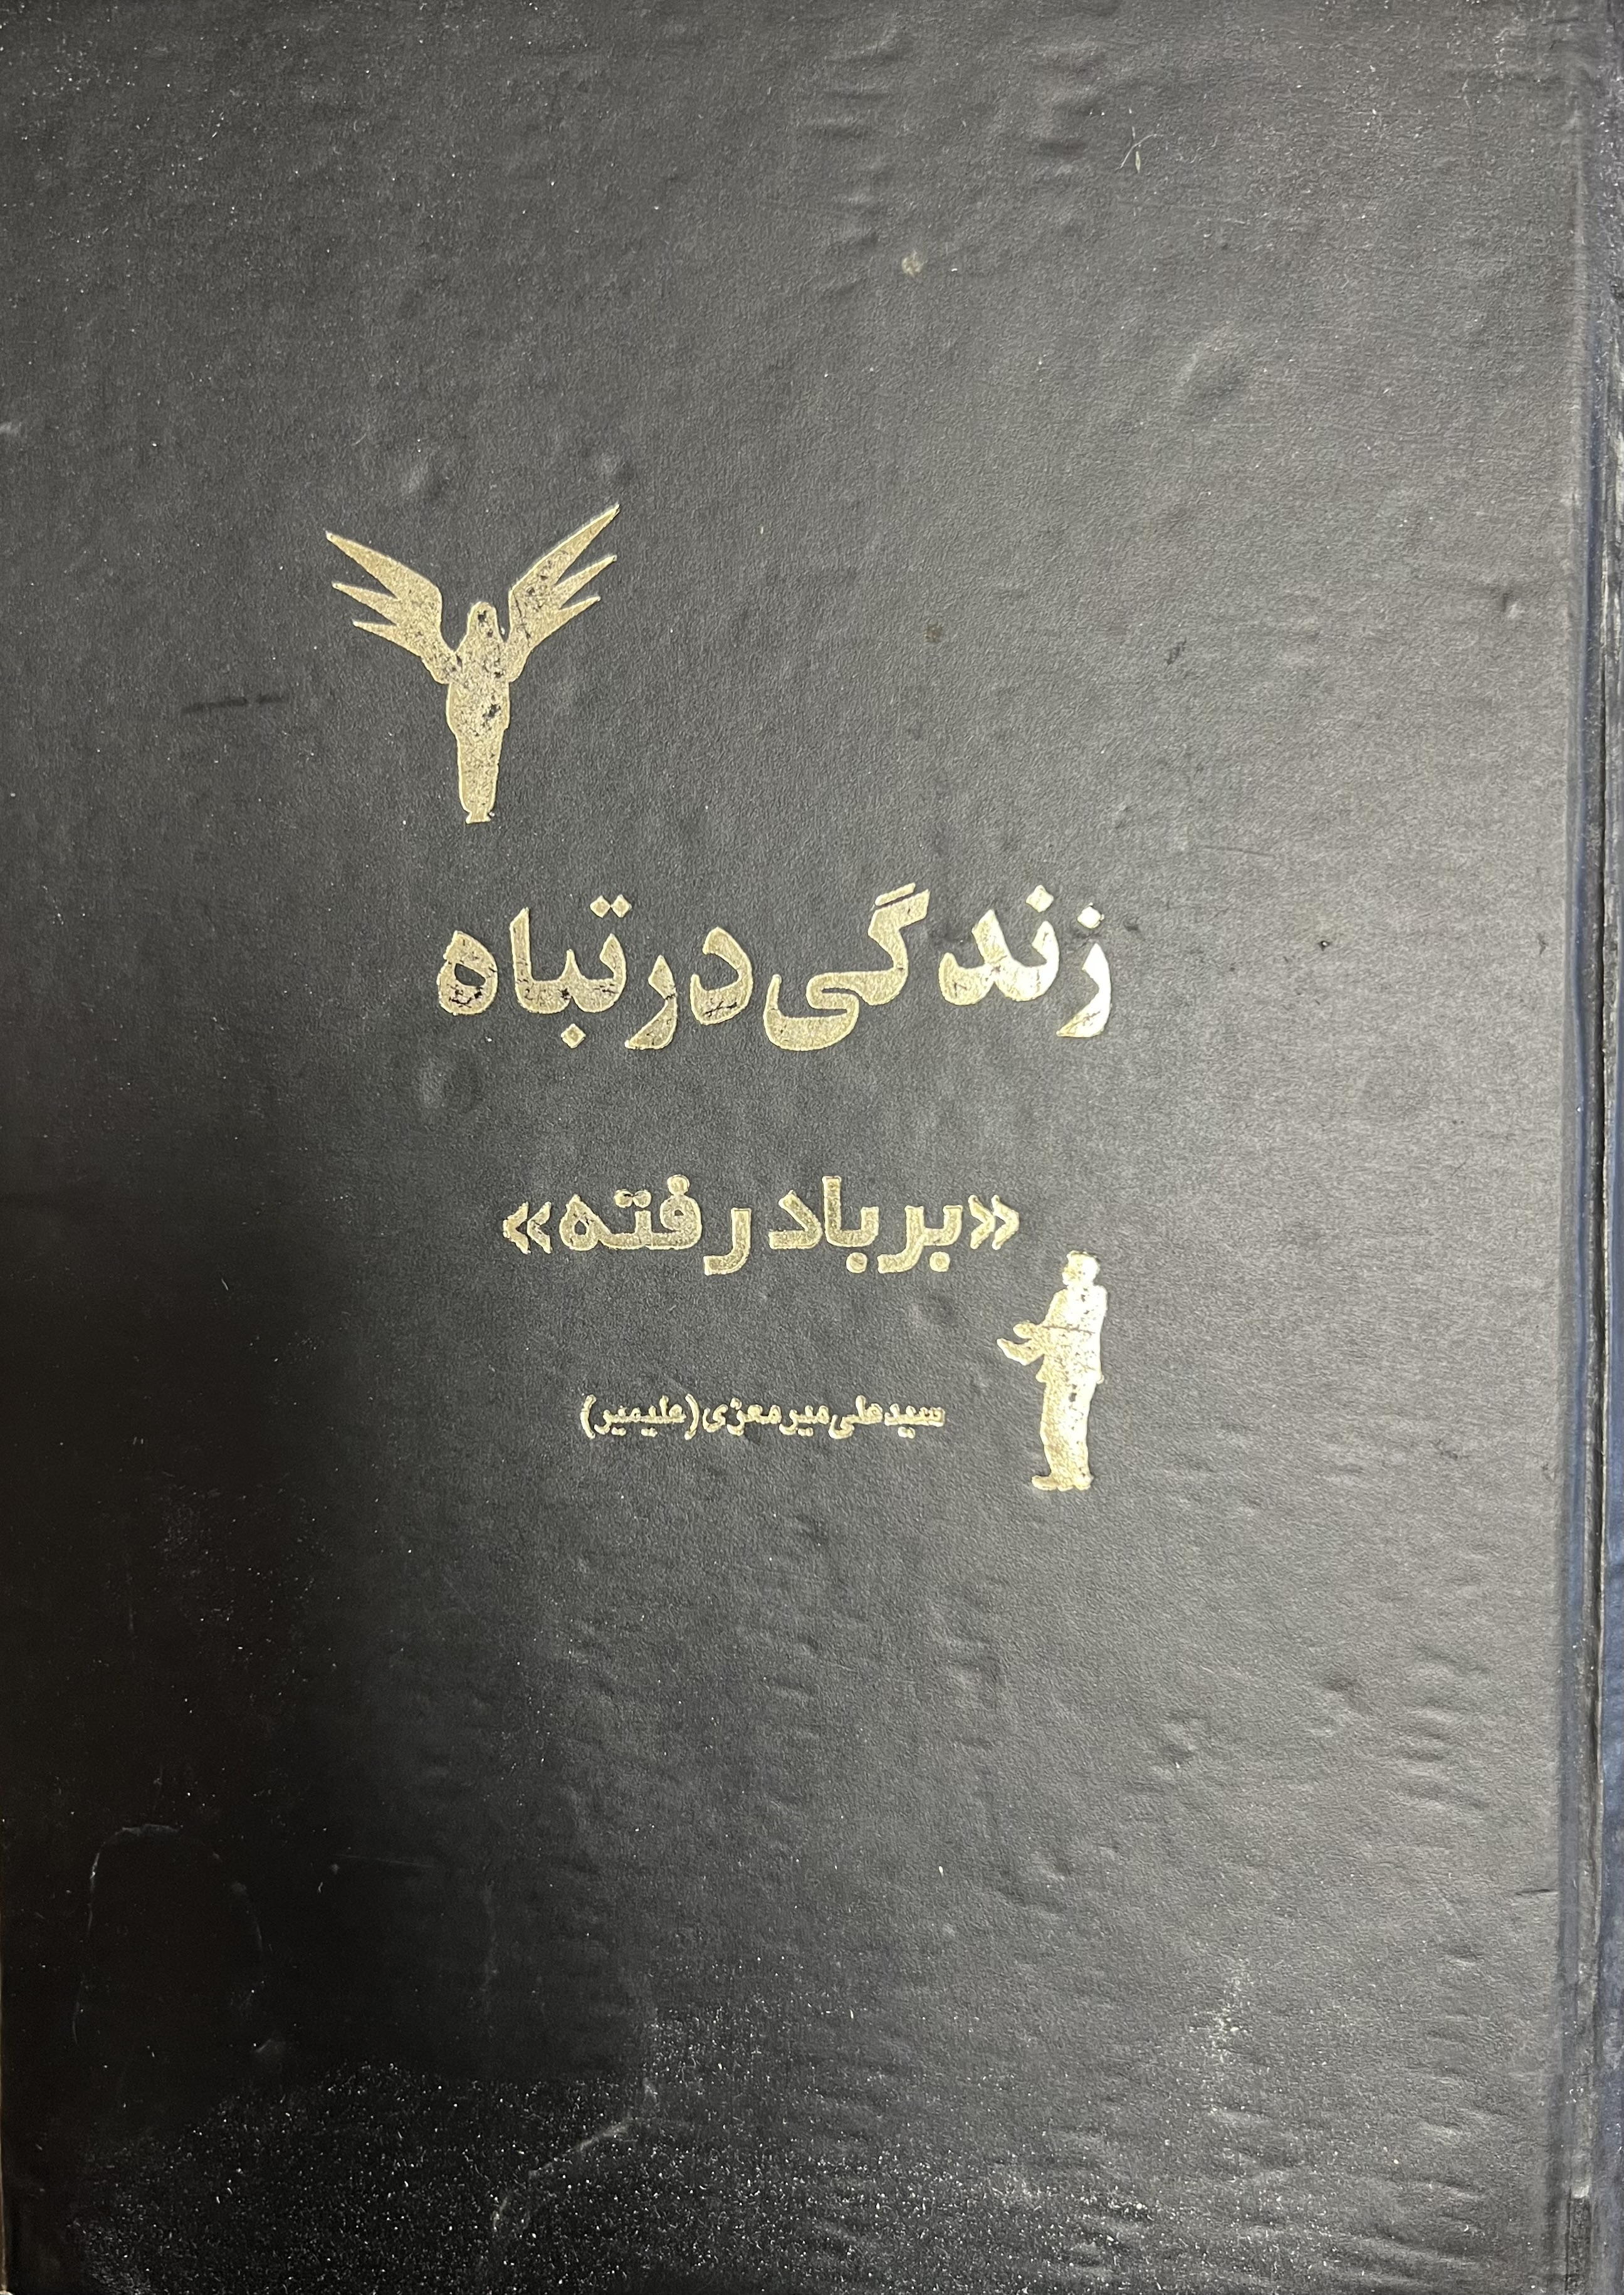 زندگی در تباه
«بر باد رفته»
سیدعلی میرمعزی (علیمیر)